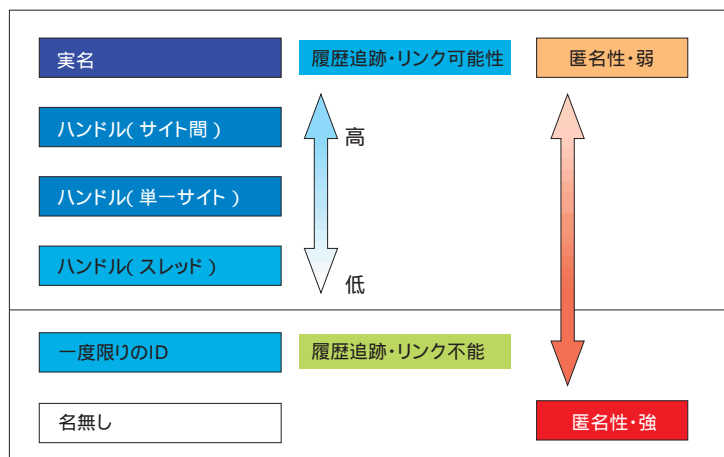 実名
履歴追跡・リンク可能性
匿名性・弱
ハンドル( サイト間 )
高
ハンドル( 単一サイト )
ハンドル( スレッド )
低
一度限りのID
履歴追跡・リンク不能
名無し
匿名性・強